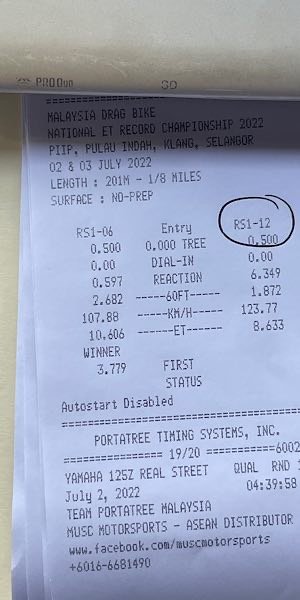 MALAYSIA DRAG BIKE
NATIONAL ET RECORD CHAMPIONSHIP 2022
PIIP, PULAU INDAH, KLANG, SELANGOR
02 & 03 JULY 2022
LENGTH : 201M - 1/8 MILES
SURFACE : NO-PREP
RS1-06 Entry RS1-12
0.500 0.000 TREE 0.500
0.00 DIAL-IN 0.00
0.597 REACTION 6.349
2.682 -----60FT----- 1.872
107.88 -----KM/H----- 123.77
10.606 ------ET------ 8.633
WINNER
3.779 FIRST
STATUS
Autostart Disabled
PORTATREE TIMING SYSTEMS, INC.
================= 19/20 ===========6002
YAMAHA 125Z REAL STREET QUAL RND
July 2, 2022 04:39:58
TEAM PORTATREE MALAYSIA
MUSC MOTORSPORTS - ASEAN DISTRIBUTOR
www.facebook.com/muscmotorsports
+6016-6681490